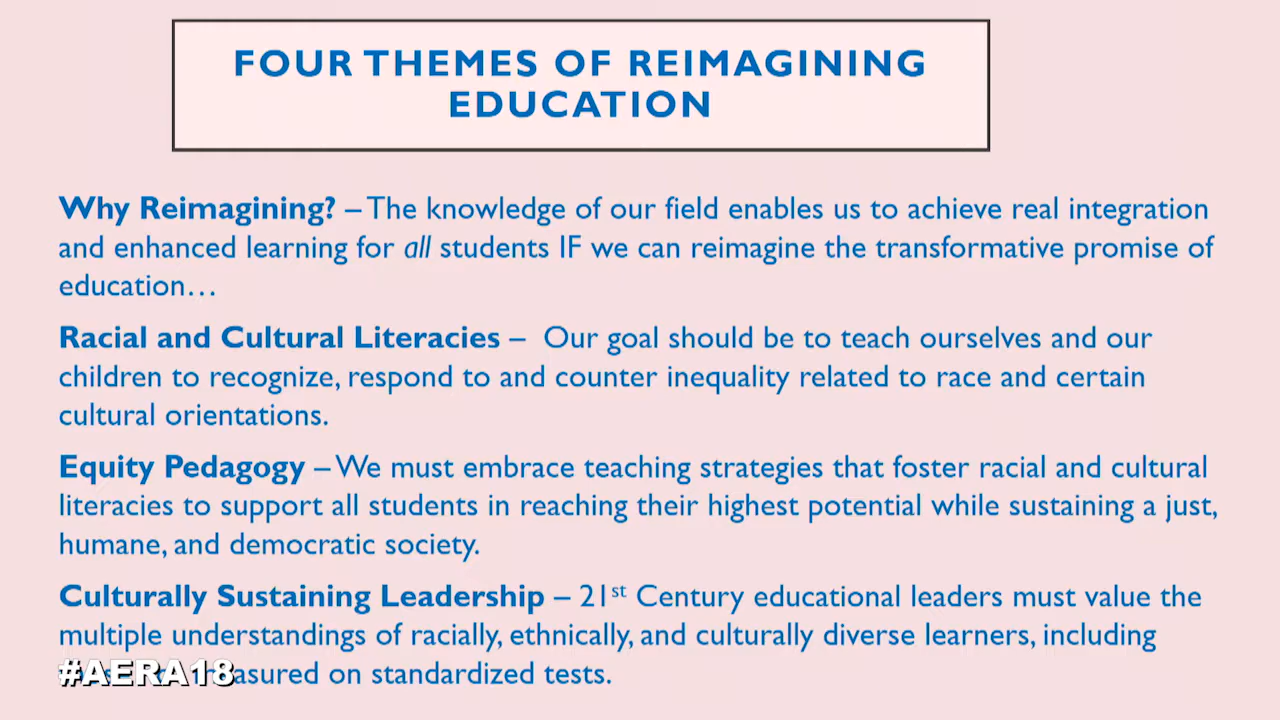 FOUR THEMES OF REIMAGINING
EDUCATION
Why Reimagining? – The knowledge of our field enables us to achieve real integration
and enhanced learning for all students IF we can reimagine the transformative promise of
education…
Racial and Cultural Literacies – Our goal should be to teach ourselves and our
children to recognize, respond to and counter inequality related to race and certain
cultural orientations.
Equity Pedagogy – We must embrace teaching strategies that foster racial and cultural
literacies to support all students in reaching their highest potential while sustaining a just,
humane, and democratic society.
Culturally Sustaining Leadership – 21st Century educational leaders must value the
multiple understandings of racially, ethnically, and culturally diverse learners, including
#AERA18 on standardized tests.